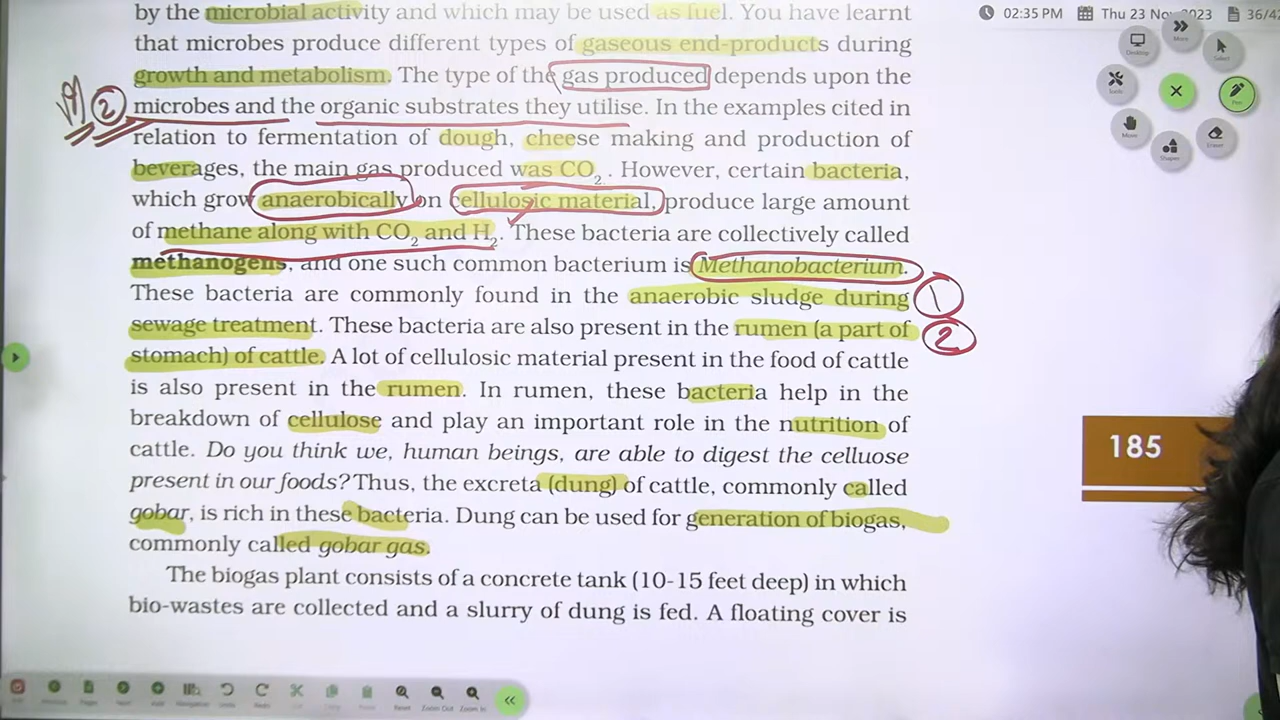 by the microbial activity and which may be used as fuel. You have learnt
that microbes produce different types of gaseous end-products during
growth and metabolism. The type of the gas produced depends upon the
microbes and the organic substrates they utilise. In the examples cited in
relation to fermentation of dough, cheese making and production of
beverages, the main gas produced was CO₂. However, certain bacteria,
which grow anaerobically on cellulosic material, produce large amount
of methane along with CO₂ and H₂. These bacteria are collectively called
methanogens, and one such common bacterium is Methanobacterium.
These bacteria are commonly found in the anaerobic sludge during
sewage treatment. These bacteria are also present in the rumen (a part of
stomach) of cattle. A lot of cellulosic material present in the food of cattle
is also present in the rumen. In rumen, these bacteria help in the
breakdown of cellulose and play an important role in the nutrition of
cattle. Do you think we, human beings, are able to digest the celluose
present in our foods? Thus, the excreta (dung) of cattle, commonly called
gobar, is rich in these bacteria. Dung can be used for generation of biogas,
commonly called gobar gas.
The biogas plant consists of a concrete tank (10-15 feet deep) in which
bio-wastes are collected and a slurry of dung is fed. A floating cover is
2
1
2
185
02:35 PM Thu 23 2023
Desktop
More
Select
Tools
Pen
Move
Shapes
Eraser
Zoom Out
Zoom In